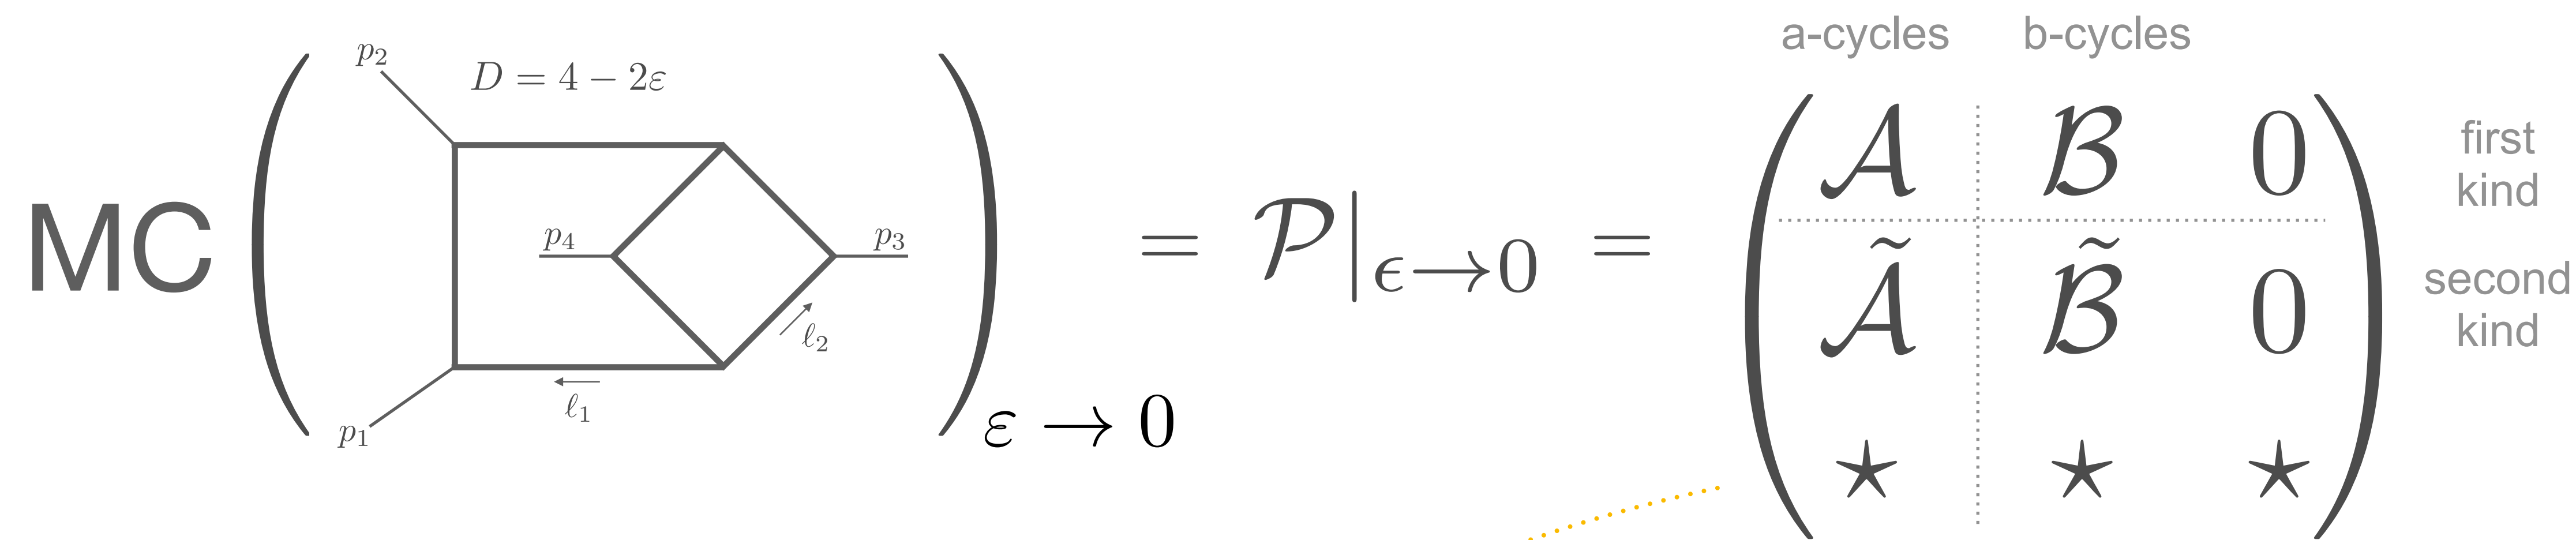 a-cycles b-cycles
p₂
D = 4 − 2ε
MC
p₄
p₃
ℓ₂
ℓ₁
p₁
ε → 0
= 𝒫|ϵ→0 =
𝒜 ℬ 0
first
kind
𝒜̃ ℬ̃ 0
second
kind
⋆ ⋆ ⋆